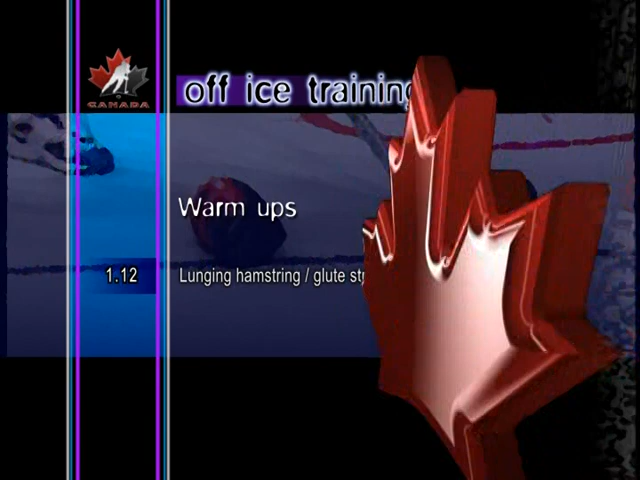 CANADA
off ice training
Warm ups
1.12
Lunging hamstring / glute